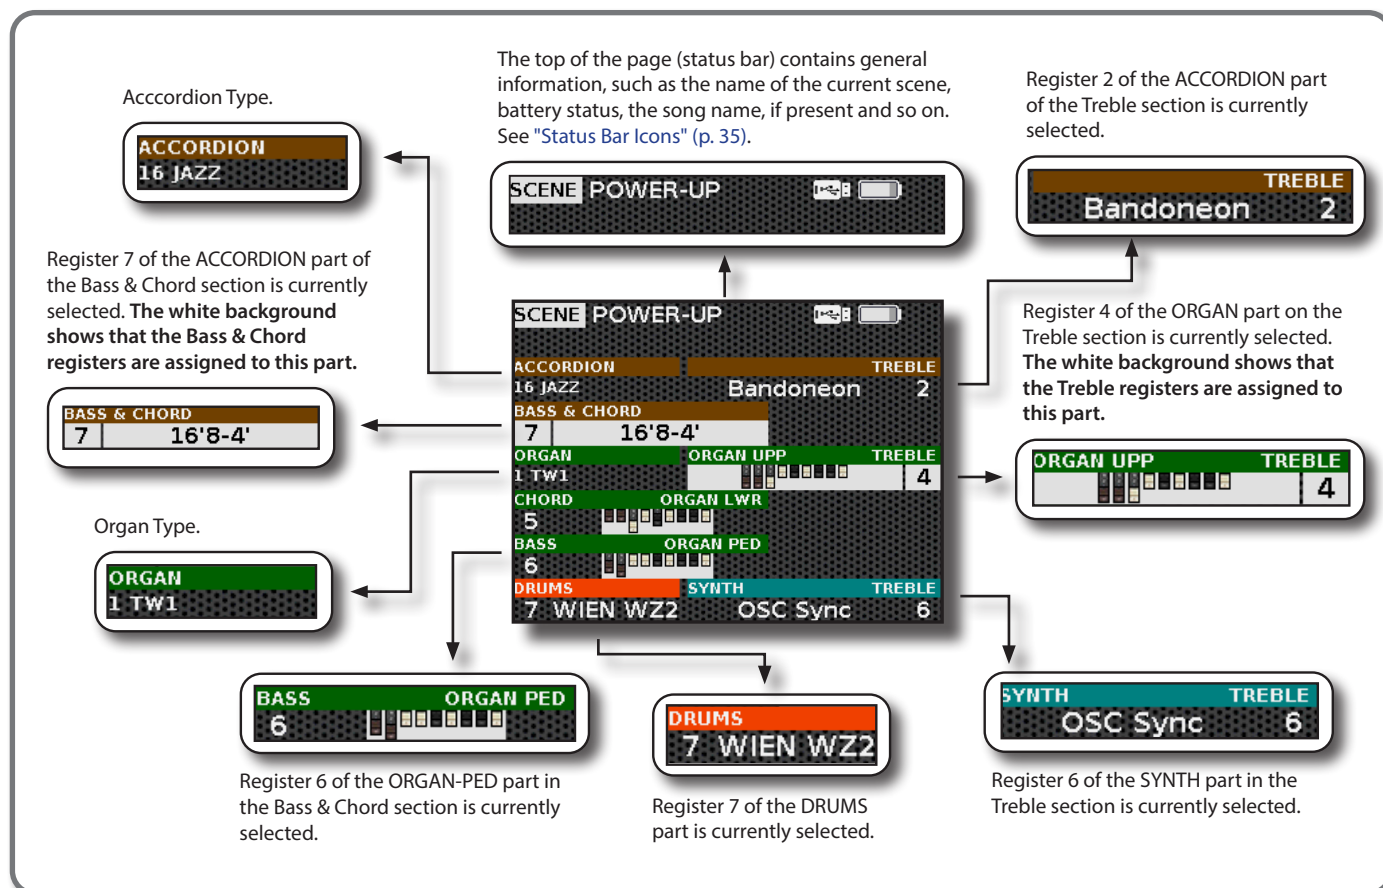 The top of the page (status bar) contains general
information, such as the name of the current scene,
battery status, the song name, if present and so on.
See "Status Bar Icons" (p. 35).
Register 2 of the ACCORDION part
of the Treble section is currently
selected.
Acccordion Type.
ACCORDION
16 JAZZ
SCENE POWER-UP
TREBLE
Bandoneon 2
Register 7 of the ACCORDION part of
the Bass & Chord section is currently
selected. The white background
shows that the Bass & Chord
registers are assigned to this part.
BASS & CHORD
7 16'8-4'
SCENE POWER-UP
ACCORDION TREBLE
16 JAZZ Bandoneon 2
BASS & CHORD
7 16'8-4'
ORGAN ORGAN UPP TREBLE
1 TW1 4
CHORD ORGAN LWR
5
BASS ORGAN PED
6
DRUMS SYNTH TREBLE
7 WIEN WZ2 OSC Sync 6
Register 4 of the ORGAN part on the
Treble section is currently selected.
The white background shows that
the Treble registers are assigned to
this part.
ORGAN UPP TREBLE
4
Organ Type.
ORGAN
1 TW1
BASS ORGAN PED
6
Register 6 of the ORGAN-PED part in
the Bass & Chord section is currently
selected.
DRUMS
7 WIEN WZ2
Register 7 of the DRUMS
part is currently selected.
SYNTH TREBLE
OSC Sync 6
Register 6 of the SYNTH part in the
Treble section is currently selected.